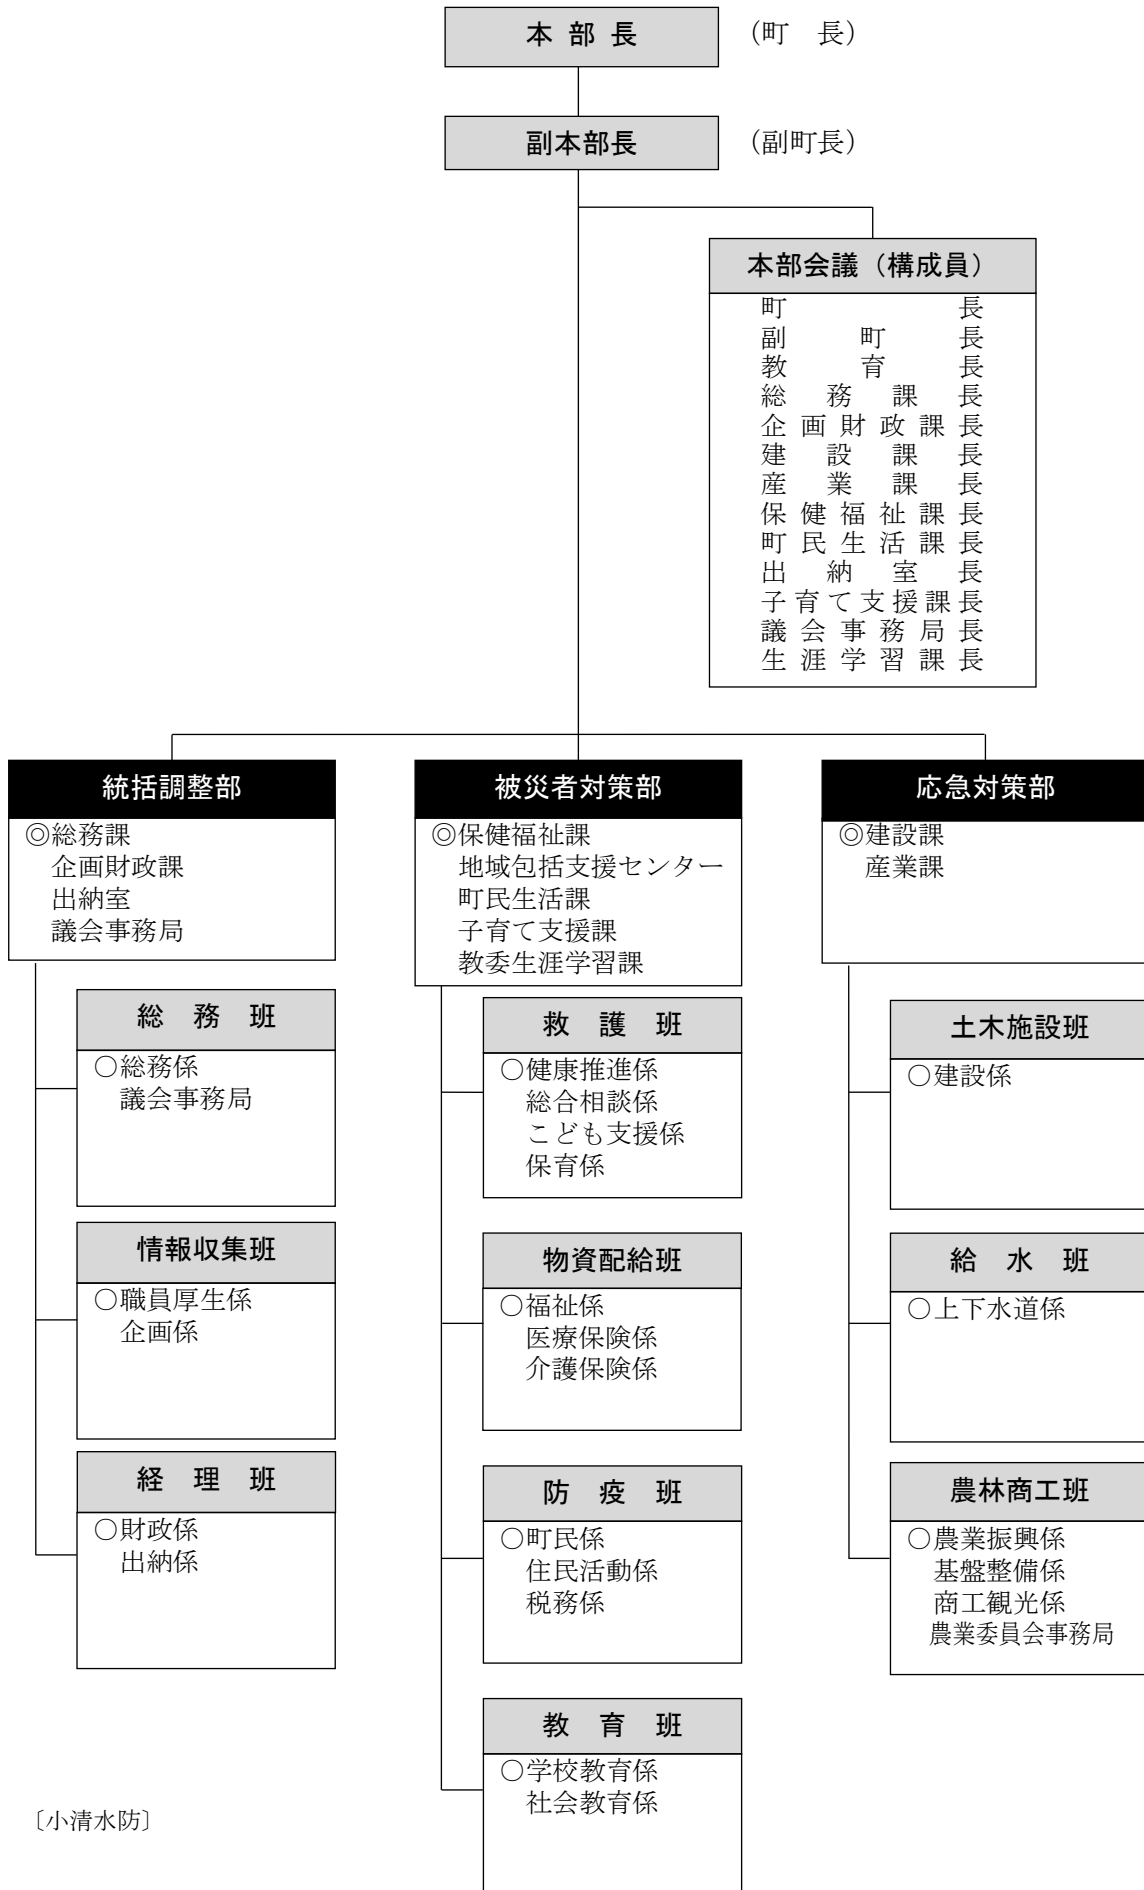 本 部 長 （町　長）
副本部長 （副町長）
本部会議（構成員）
町長
副町長
教育長
総務課長
企画財政課長
建設課長
産業課長
保健福祉課長
町民生活課長
出納室長
子育て支援課長
議会事務局長
生涯学習課長
統括調整部
◎総務課
企画財政課
出納室
議会事務局
総　務　班
○総務係
議会事務局
情報収集班
○職員厚生係
企画係
経　理　班
○財政係
出納係
被災者対策部
◎保健福祉課
地域包括支援センター
町民生活課
子育て支援課
教委生涯学習課
救　護　班
○健康推進係
総合相談係
こども支援係
保育係
物資配給班
○福祉係
医療保険係
介護保険係
防　疫　班
○町民係
住民活動係
税務係
教　育　班
○学校教育係
社会教育係
応急対策部
◎建設課
産業課
土木施設班
○建設係
給　水　班
○上下水道係
農林商工班
○農業振興係
基盤整備係
商工観光係
農業委員会事務局
〔小清水防〕